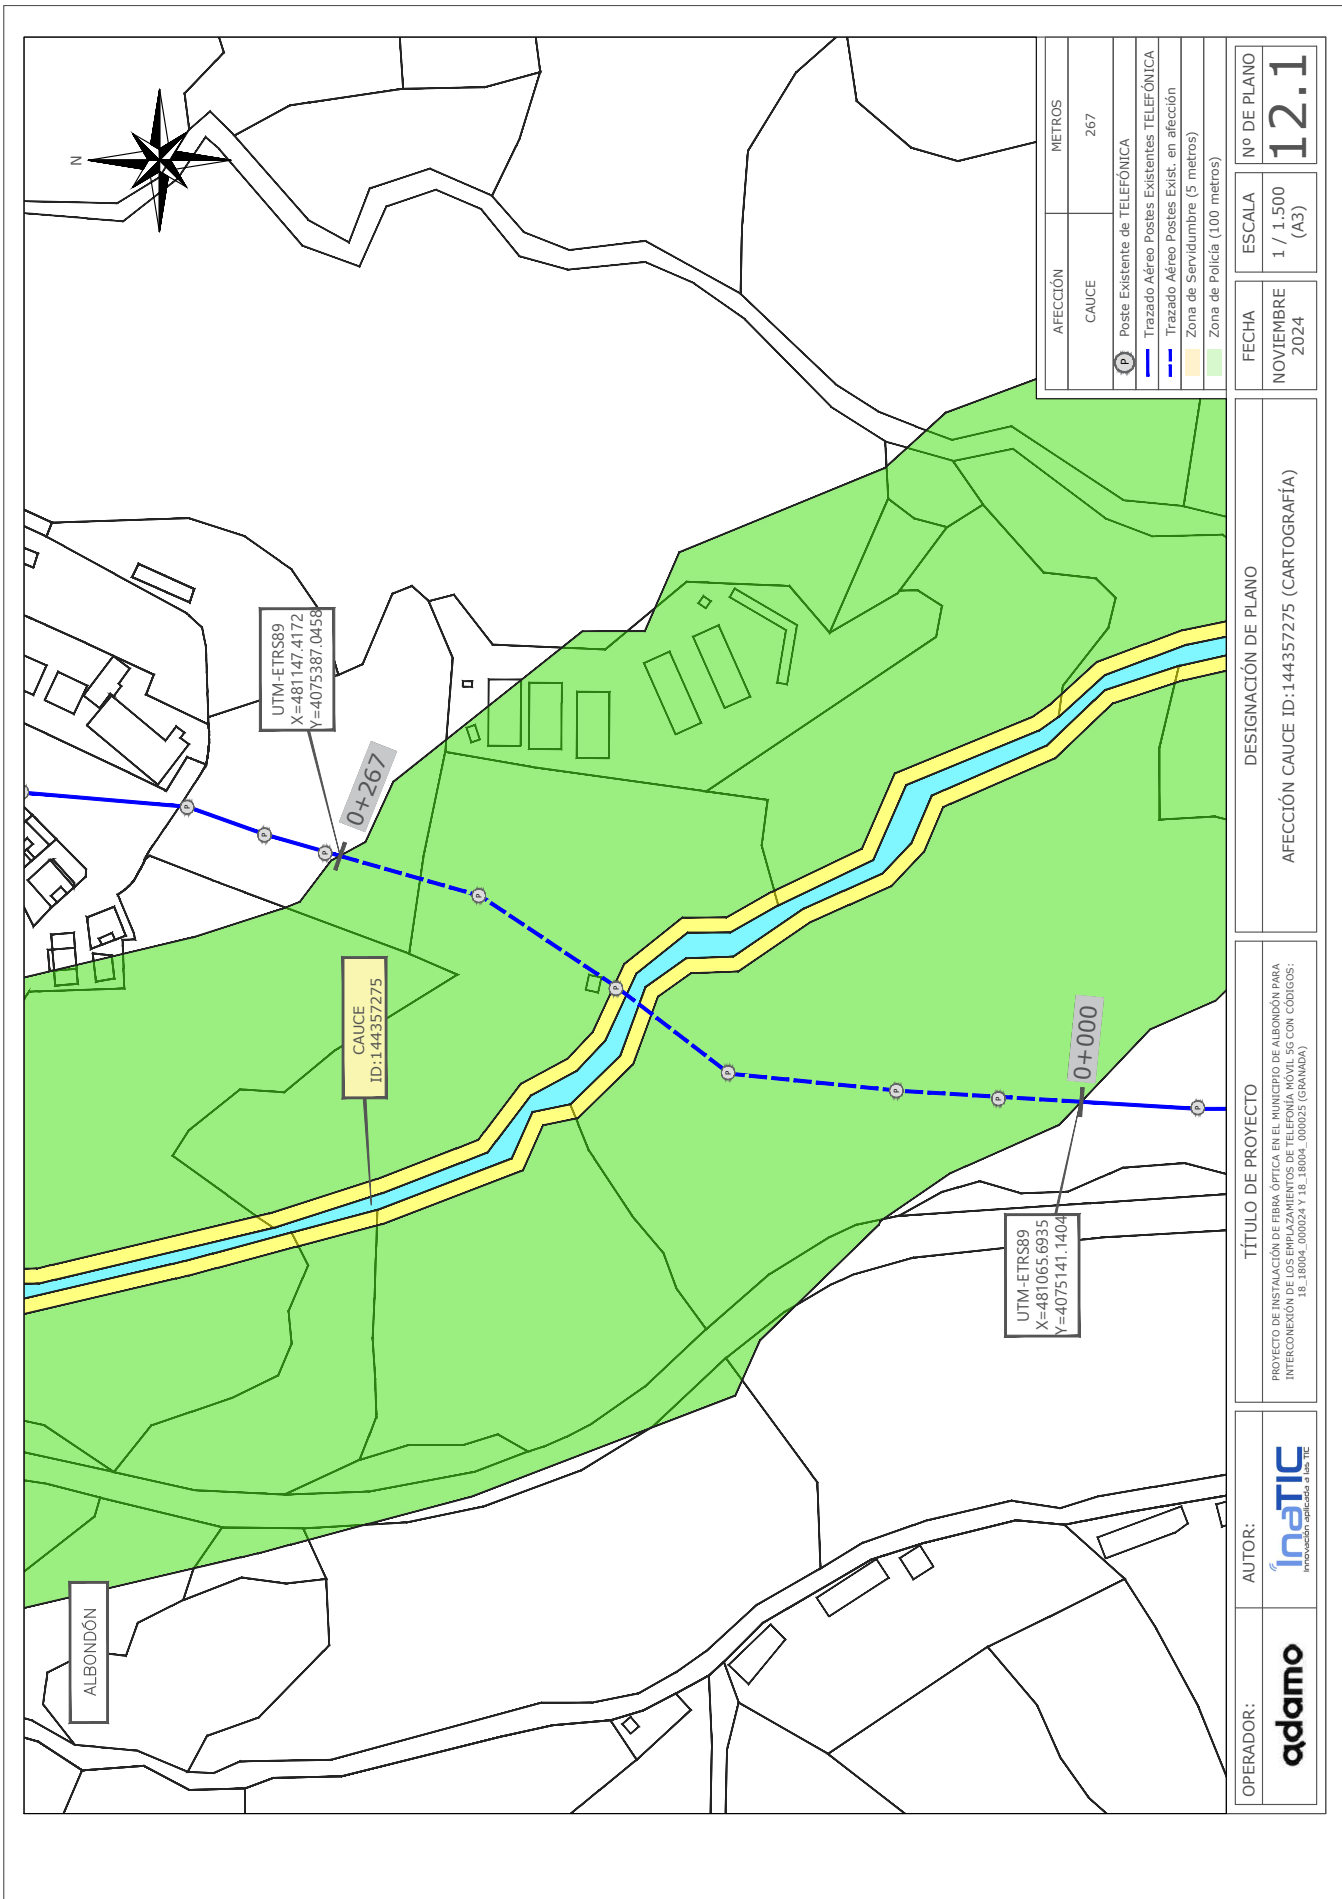 N
UTM-ETRS89
X=481147.4172
Y=4075387.0458
0+267
CAUCE
ID:144357275
0+000
UTM-ETRS89
X=481065.6935
Y=4075141.1404
ALBONDÓN
AFECCIÓN
METROS
CAUCE
267
P Poste Existente de TELEFÓNICA
Trazado Aéreo Postes Existentes TELEFÓNICA
Trazado Aéreo Postes Exist. en afección
Zona de Servidumbre (5 metros)
Zona de Policía (100 metros)
P
P
P
P
P
P
P
P
P
OPERADOR:
adamo
AUTOR:
InaTIC
Innovación aplicada a las TIC
TÍTULO DE PROYECTO
PROYECTO DE INSTALACIÓN DE FIBRA ÓPTICA EN EL MUNICIPIO DE ALBONDÓN PARA
INTERCONEXIÓN DE LOS EMPLAZAMIENTOS DE TELEFONÍA MÓVIL 5G CON CÓDIGOS:
18_18004_000024 Y 18_18004_000025 (GRANADA)
DESIGNACIÓN DE PLANO
AFECCIÓN CAUCE ID:144357275 (CARTOGRAFÍA)
FECHA
NOVIEMBRE
2024
ESCALA
1 / 1.500
(A3)
Nº DE PLANO
12.1